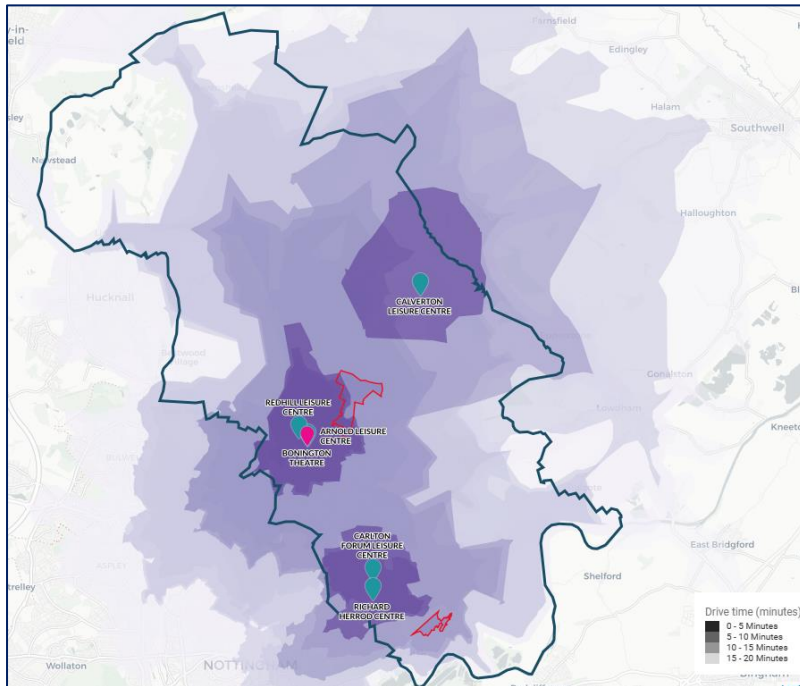 Farnsfield
Edingley
Halam
Southwell
Newstead
Halloughton
CALVERTON
LEISURE CENTRE
Hucknall
Gonalston
REDHILL LEISURE
CENTRE
ARNOLD LEISURE
CENTRE
BONINGTON
THEATRE
CARLTON
FORUM LEISURE
CENTRE
RICHARD
HERROD CENTRE
East Bridgford
Shelford
Wollaton
NOTTINGHAM
Bingham
Drive time (minutes)
0 - 5 Minutes
5 - 10 Minutes
10 - 15 Minutes
15 - 20 Minutes